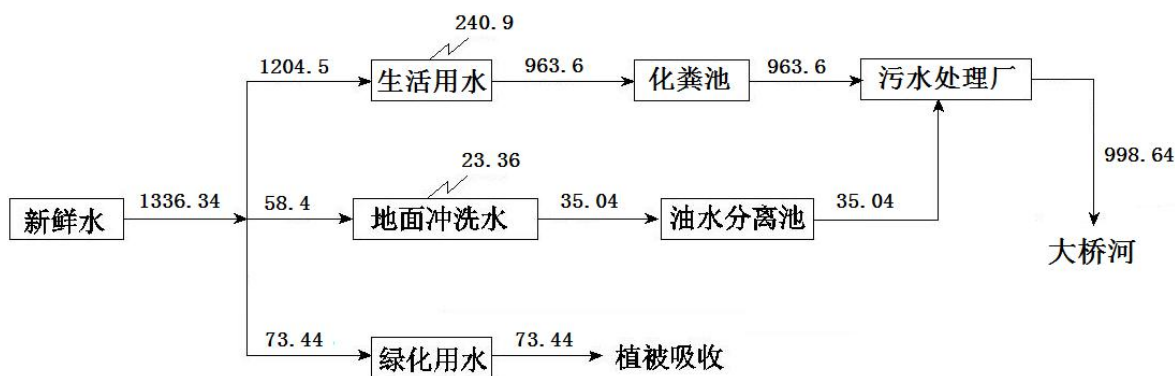 240.9
1204.5 生活用水 963.6 化粪池 963.6 污水处理厂
998.64
23.36
新鲜水 1336.34 58.4 地面冲洗水 35.04 油水分离池 35.04
大桥河
73.44 绿化用水 73.44 植被吸收